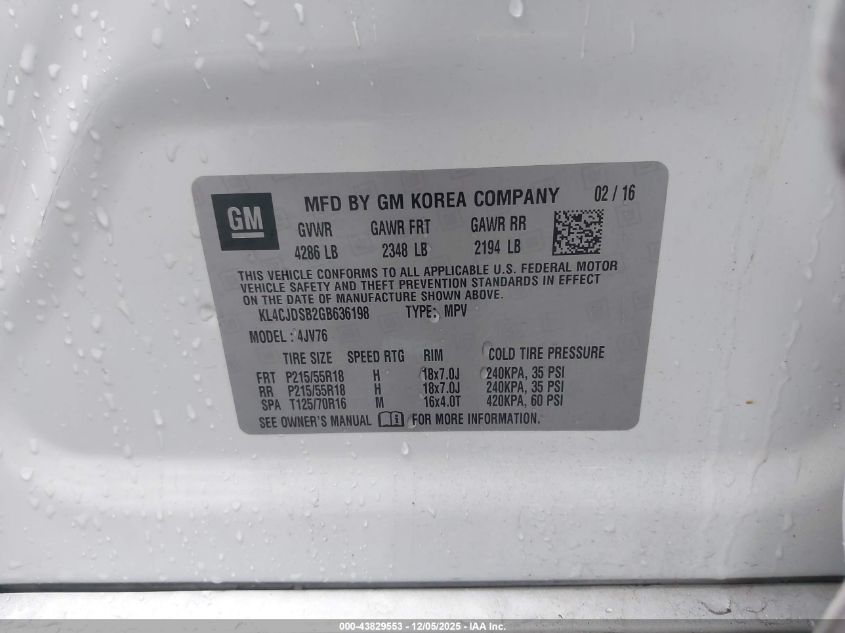 GM
MFD BY GM KOREA COMPANY 02 / 16
GVWR GAWR FRT GAWR RR
4286 LB 2348 LB 2194 LB
THIS VEHICLE CONFORMS TO ALL APPLICABLE U.S. FEDERAL MOTOR
VEHICLE SAFETY AND THEFT PREVENTION STANDARDS IN EFFECT
ON THE DATE OF MANUFACTURE SHOWN ABOVE.
KL4CJDSB2GB636198 TYPE: MPV
MODEL : 4JV76
TIRE SIZE SPEED RTG RIM COLD TIRE PRESSURE
FRT P215/55R18 H 18x7.0J 240KPA, 35 PSI
RR P215/55R18 H 18x7.0J 240KPA, 35 PSI
SPA T125/70R16 M 16x4.0T 420KPA, 60 PSI
SEE OWNER'S MANUAL FOR MORE INFORMATION.
000-43829553 - 12/05/2025 - IAA Inc.